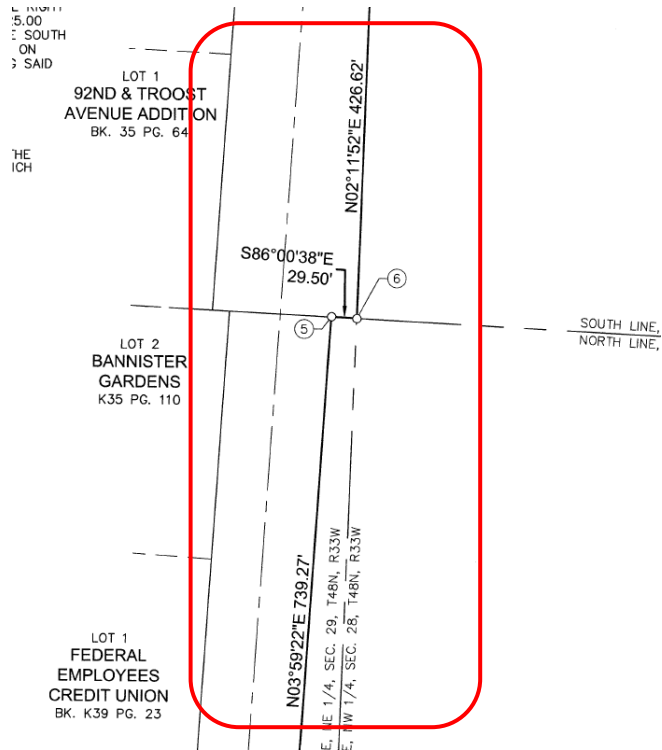 25.00
SOUTH
ON
SAID
THE
LOT 1
92ND & TROOST
AVENUE ADDITION
BK. 35 PG. 64
N02°11'52"E 426.62'
S86°00'38"E
29.50'
6
5
SOUTH LINE,
NORTH LINE,
LOT 2
BANNISTER
GARDENS
K35 PG. 110
N03°59'22"E 739.27'
NE 1/4, SEC. 29, T48N, R33W
NW 1/4, SEC. 28, T48N, R33W
LOT 1
FEDERAL
EMPLOYEES
CREDIT UNION
BK. K39 PG. 23